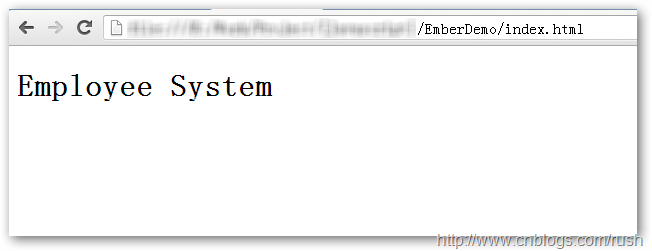 /EmberDemo/index.html
Employee System
http://www.cnblogs.com/rush